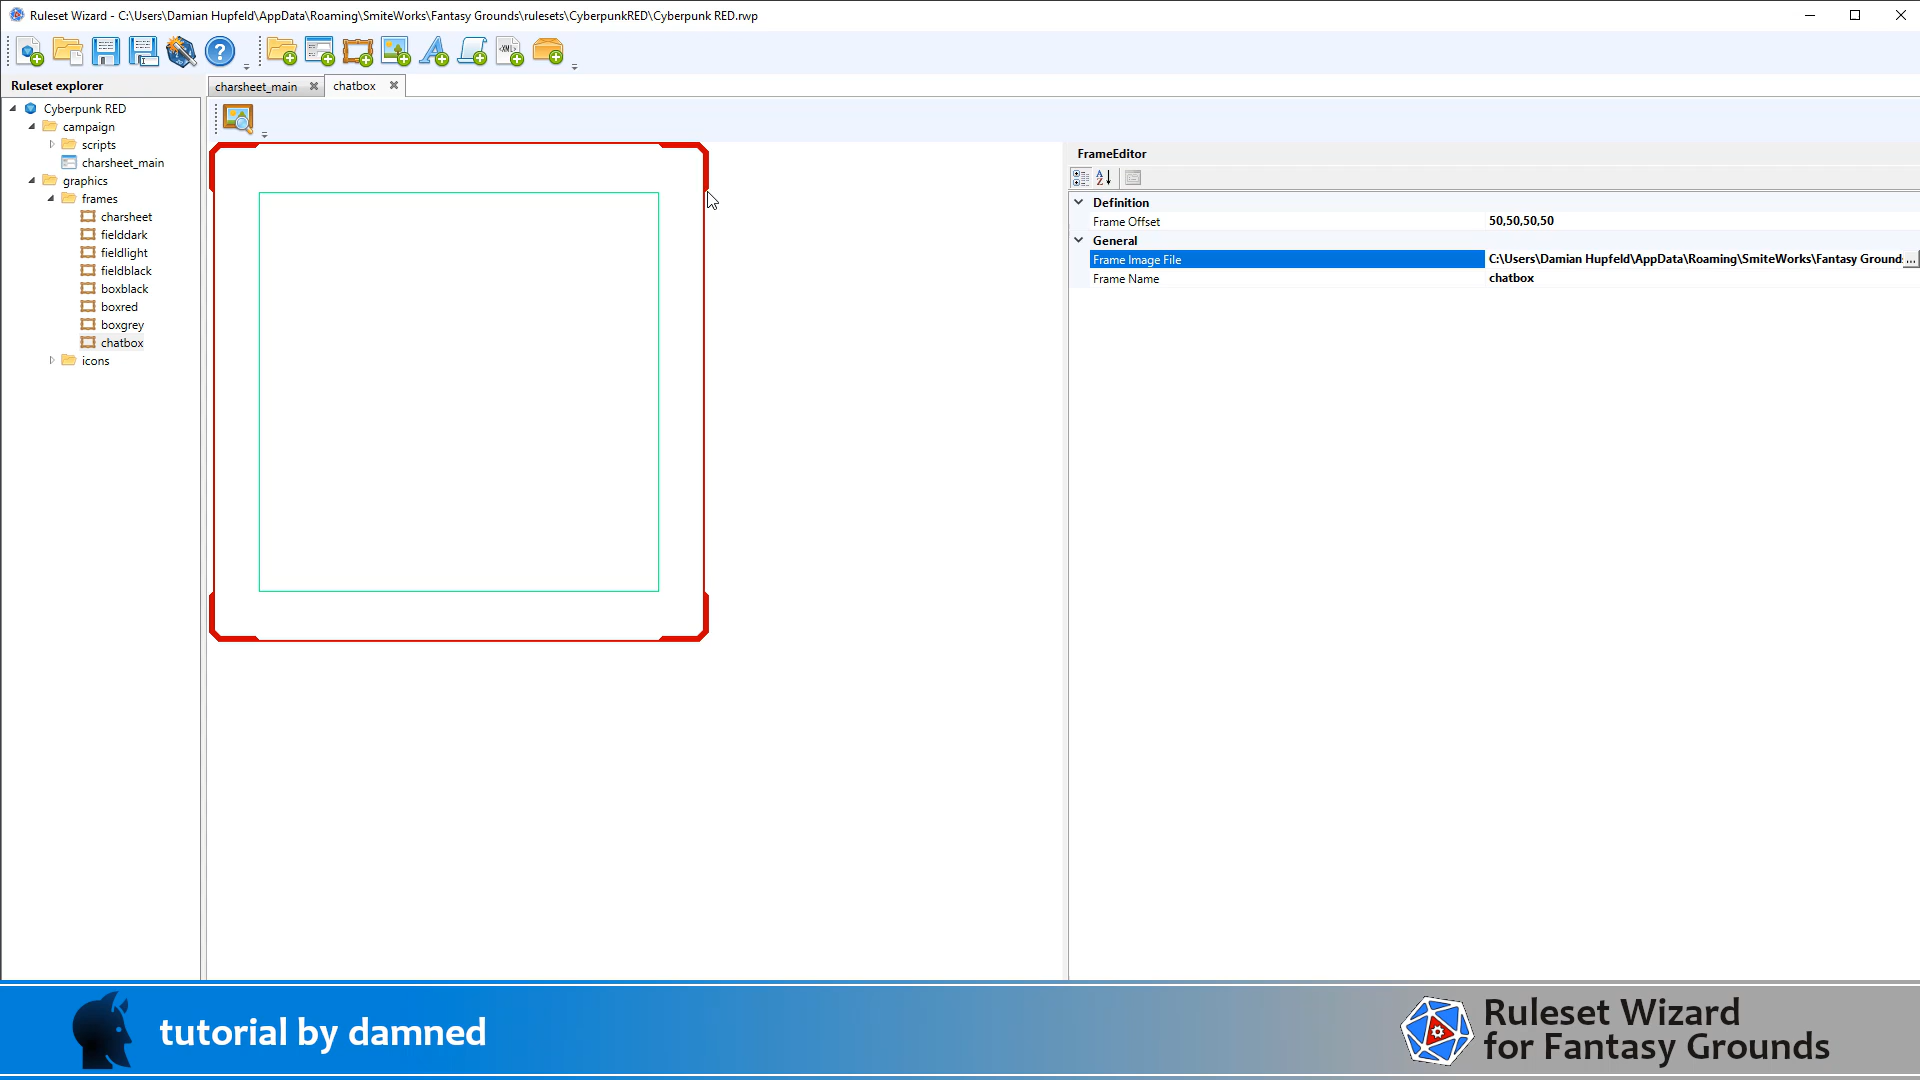 Ruleset Wizard - C:\Users\Damian Hupfeld\AppData\Roaming\SmiteWorks\Fantasy Grounds\rulesets\CyberpunkRED\Cyberpunk RED.rwp
Ruleset explorer
charsheet_main
chatbox
Cyberpunk RED
campaign
scripts
charsheet_main
graphics
frames
charsheet
fielddark
fieldlight
fieldblack
boxblack
boxred
boxgrey
chatbox
icons
FrameEditor
Definition
Frame Offset 50,50,50,50
General
Frame Image File C:\Users\Damian Hupfeld\AppData\Roaming\SmiteWorks\Fantasy Ground ...
Frame Name chatbox
tutorial by damned
Ruleset Wizard
for Fantasy Grounds